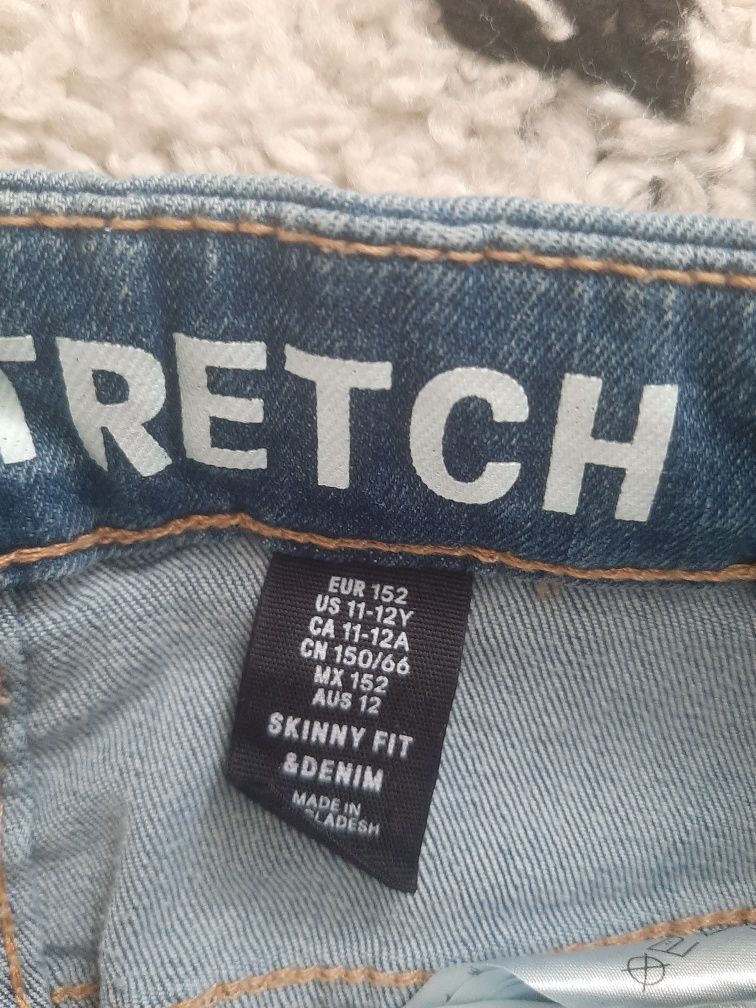 TRETCH
EUR 152
US 11-12Y
CA 11-12A
CN 150/66
MX 152
AUS 12
SKINNY FIT
&DENIM
MADE IN
LADESH